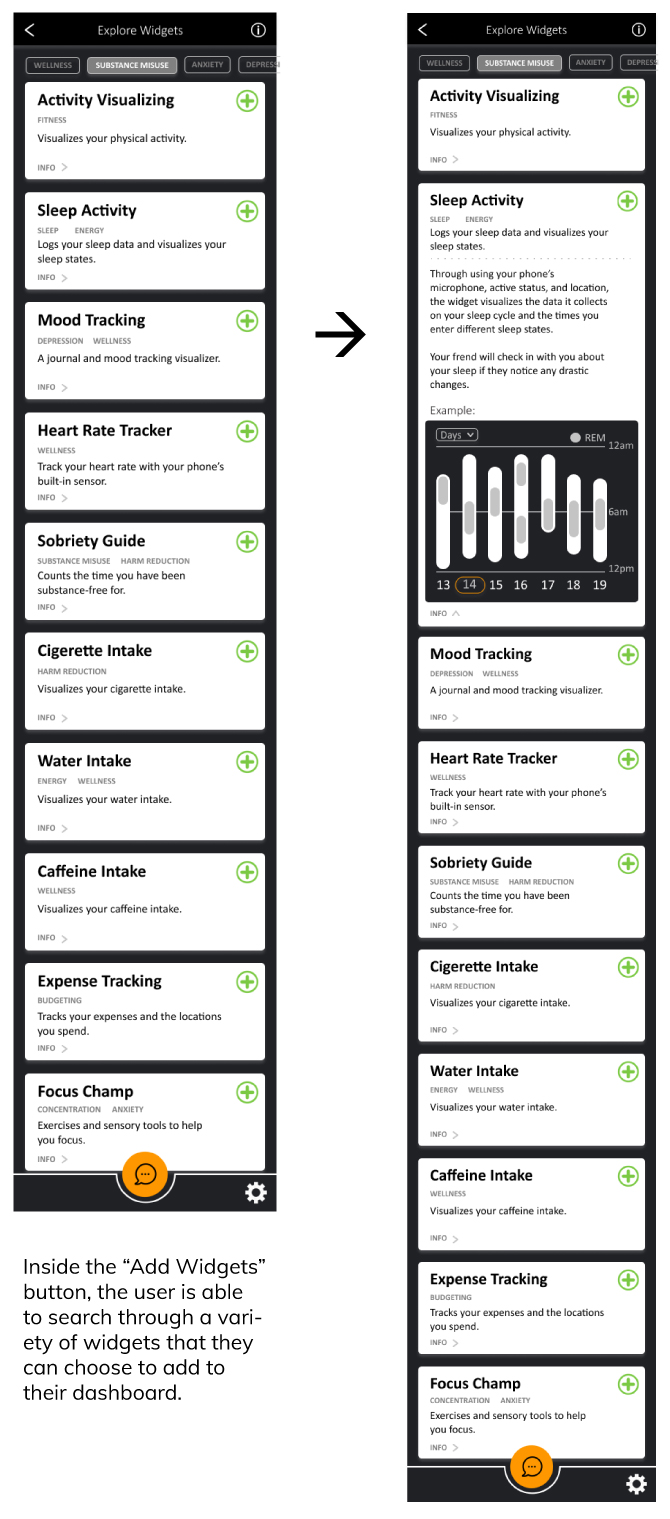 Explore Widgets
WELLNESS SUBSTANCE MISUSE ANXIETY DEPRESSI
Activity Visualizing
FITNESS
Visualizes your physical activity.
INFO
Sleep Activity
SLEEP ENERGY
Logs your sleep data and visualizes your
sleep states.
INFO
Mood Tracking
DEPRESSION WELLNESS
A journal and mood tracking visualizer.
INFO
Heart Rate Tracker
WELLNESS
Track your heart rate with your phone's
built-in sensor.
INFO
Sobriety Guide
SUBSTANCE MISUSE HARM REDUCTION
Counts the time you have been
substance-free for.
INFO
Cigerette Intake
HARM REDUCTION
Visualizes your cigarette intake.
INFO
Water Intake
ENERGY WELLNESS
Visualizes your water intake.
INFO
Caffeine Intake
WELLNESS
Visualizes your caffeine intake.
INFO
Expense Tracking
BUDGETING
Tracks your expenses and the locations
you spend.
INFO
Focus Champ
CONCENTRATION ANXIETY
Exercises and sensory tools to help
you focus.
INFO
Inside the “Add Widgets”
button, the user is able
to search through a vari-
ety of widgets that they
can choose to add to
their dashboard.
Explore Widgets
WELLNESS SUBSTANCE MISUSE ANXIETY DEPRESS
Activity Visualizing
FITNESS
Visualizes your physical activity.
INFO
Sleep Activity
SLEEP ENERGY
Logs your sleep data and visualizes your
sleep states.
Through using your phone's
microphone, active status, and location,
the widget visualizes the data it collects
on your sleep cycle and the times you
enter different sleep states.
Your frend will check in with you about
your sleep if they notice any drastic
changes.
Example:
Days REM
12am
6am
12pm
13 14 15 16 17 18 19
INFO
Mood Tracking
DEPRESSION WELLNESS
A journal and mood tracking visualizer.
INFO
Heart Rate Tracker
WELLNESS
Track your heart rate with your phone's
built-in sensor.
INFO
Sobriety Guide
SUBSTANCE MISUSE HARM REDUCTION
Counts the time you have been
substance-free for.
INFO
Cigerette Intake
HARM REDUCTION
Visualizes your cigarette intake.
INFO
Water Intake
ENERGY WELLNESS
Visualizes your water intake.
INFO
Caffeine Intake
WELLNESS
Visualizes your caffeine intake.
INFO
Expense Tracking
BUDGETING
Tracks your expenses and the locations
you spend.
INFO
Focus Champ
CONCENTRATION ANXIETY
Exercises and sensory tools to help
you focus.
INFO